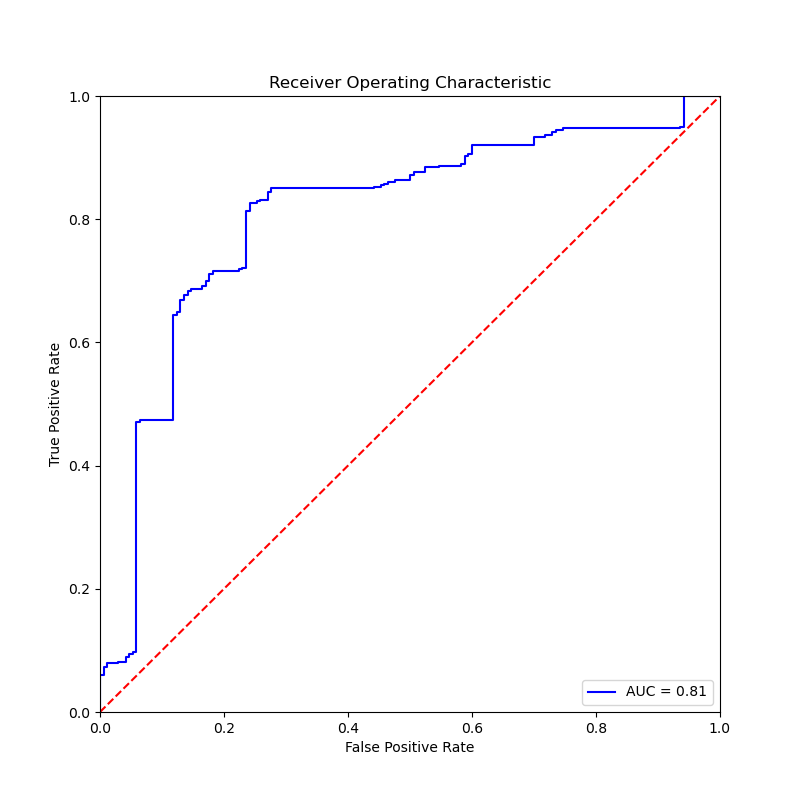 Receiver Operating Characteristic
1.0
0.8
0.6
0.4
0.2
0.0
True Positive Rate
AUC = 0.81
0.0 0.2 0.4 0.6 0.8 1.0
False Positive Rate